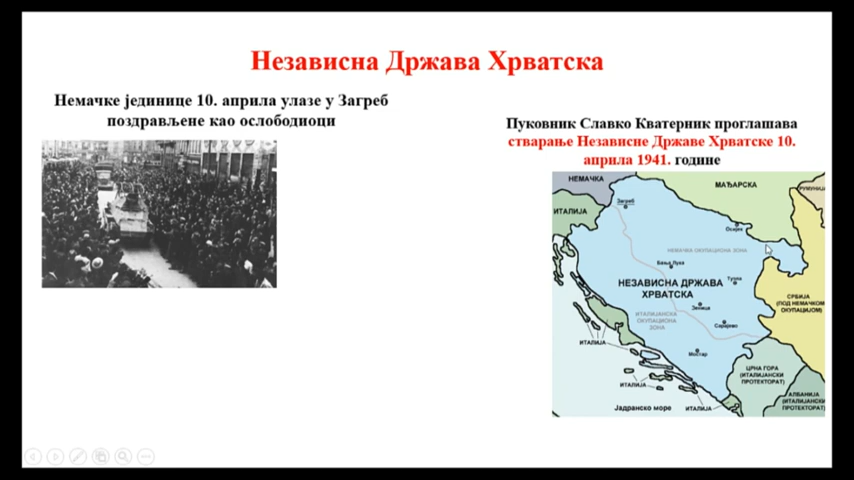 Независна Држава Хрватска
Немачке јединице 10. априла улазе у Загреб
поздрављене као ослободиоци
Пуковник Славко Кватерник проглашава
стварање Независне Државе Хрватске 10.
априла 1941. године
НЕМАЧКА
МАЂАРСКА
РУМУНИЈА
ИТАЛИЈА
Загреб
Осијек
НЕМАЧКА ОКУПАЦИОНА ЗОНА
Бања Лука
Тузла
НЕЗАВИСНА ДРЖАВА
ХРВАТСКА
СРБИЈА
(ПОД НЕМАЧКОМ
ОКУПАЦИЈОМ)
Зеница
ИТАЛИЈАНСКА
ОКУПАЦИОНА
ЗОНА
Сарајево
ИТАЛИЈА
Мостар
ЦРНА ГОРА
(ИТАЛИЈАНСКИ
ПРОТЕКТОРАТ)
ИТАЛИЈА
АЛБАНИЈА
(ИТАЛИЈАНСКИ
ПРОТЕКТОРАТ)
Јадранско море
ИТАЛИЈА